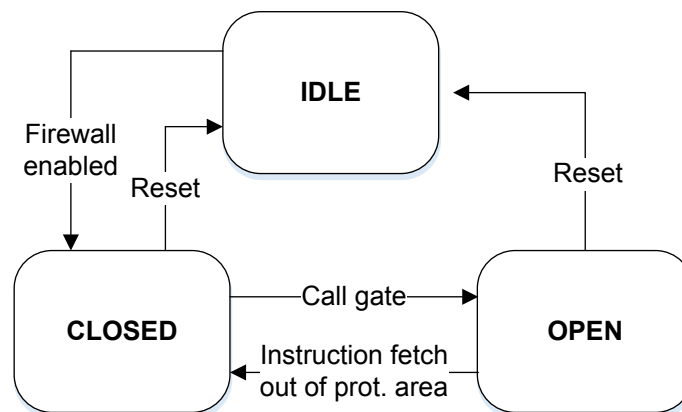 IDLE
Firewall
enabled
Reset
Reset
CLOSED
Call gate
OPEN
Instruction fetch
out of prot. area